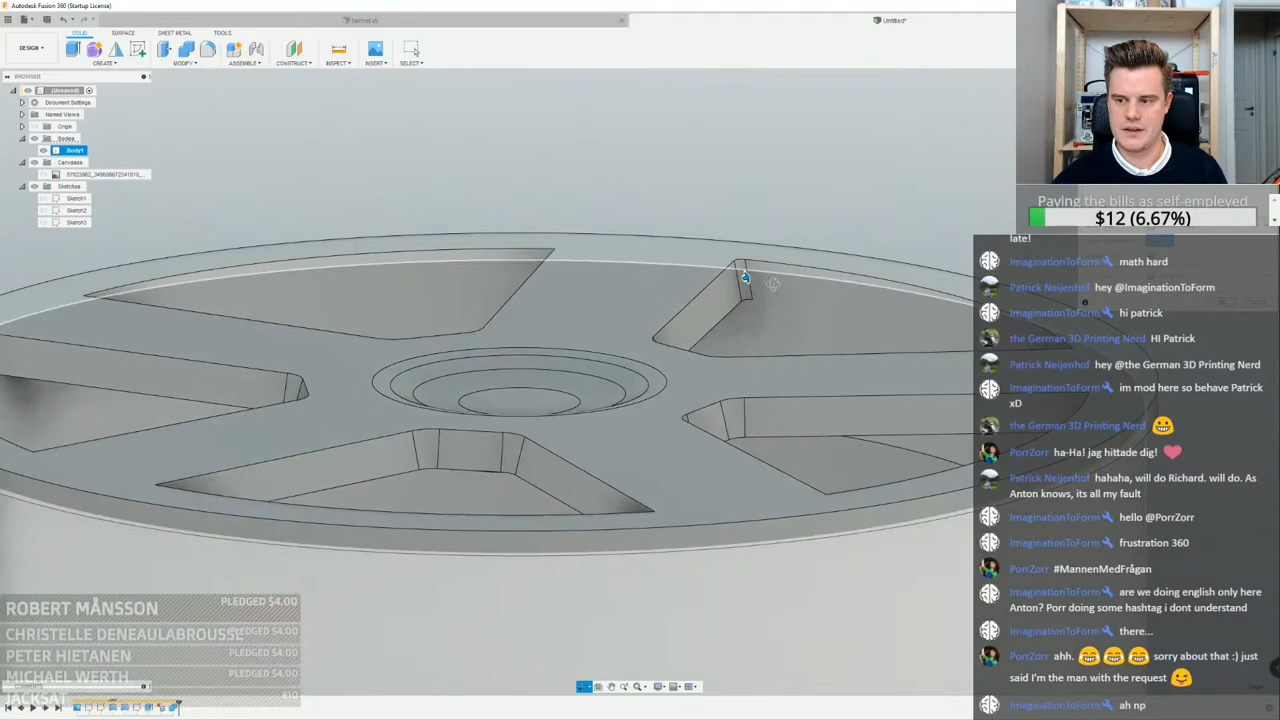 Autodesk Fusion 360 (Startup License)
helmet v6
Untitled*
SOLID SURFACE SHEET METAL TOOLS
DESIGN
CREATE MODIFY ASSEMBLE CONSTRUCT INSPECT INSERT SELECT
BROWSER
(Unsaved)
Document Settings
Named Views
Origin
Bodies
Body1
Canvases
Sketches
Sketch1
Sketch2
Sketch3
Paying the bills as self-employed
$12 (6.67%)
late!
ImaginationToForm math hard
Patrick Neijenhof hey @ImaginationToForm
ImaginationToForm hi patrick
the German 3D Printing Nerd HI Patrick
Patrick Neijenhof hey @the German 3D Printing Nerd
ImaginationToForm im mod here so behave Patrick
xD
the German 3D Printing Nerd 😀
PorrZorr ha-Ha! jag hittade dig! ❤
Patrick Neijenhof hahaha, will do Richard. will do. As
Anton knows, its all my fault
ImaginationToForm hello @PorrZorr
ImaginationToForm frustration 360
PorrZorr #MannenMedFrågan
ImaginationToForm are we doing english only here
Anton? Porr doing some hashtag i dont understand
ImaginationToForm there...
PorrZorr ahh. 😂 😂 😂 sorry about that :) just
said I'm the man with the request 😜
ImaginationToForm ah np
ROBERT MÅNSSON PLEDGED $4.00
CHRISTELLE DENEAULABROUSSE PLEDGED $4.00
PETER HIETANEN PLEDGED $4.00
MICHAEL WERTH PLEDGED $4.00
JACKSAT €10